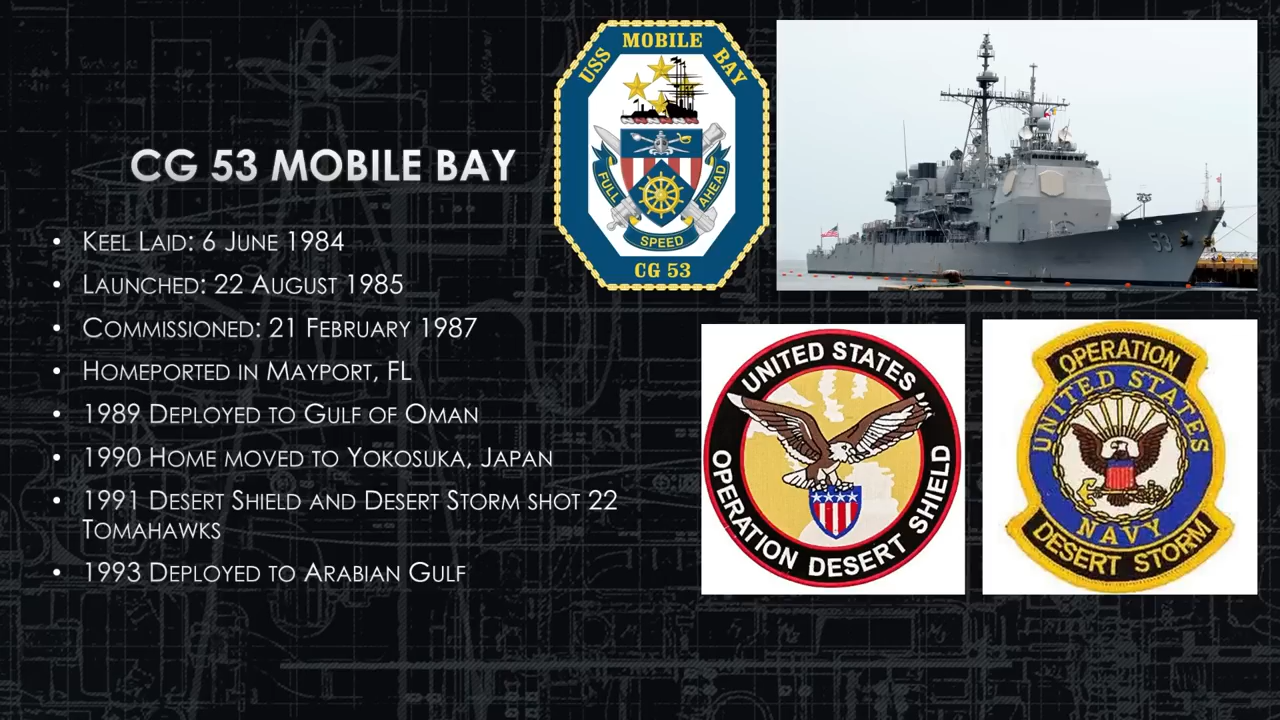 CG 53 MOBILE BAY
• KEEL LAID: 6 JUNE 1984
• LAUNCHED: 22 AUGUST 1985
• COMMISSIONED: 21 FEBRUARY 1987
• HOMEPORTED IN MAYPORT, FL
• 1989 DEPLOYED TO GULF OF OMAN
• 1990 HOME MOVED TO YOKOSUKA, JAPAN
• 1991 DESERT SHIELD AND DESERT STORM SHOT 22
TOMAHAWKS
• 1993 DEPLOYED TO ARABIAN GULF
USS MOBILE BAY
FULL SPEED AHEAD
CG 53
53
UNITED STATES
OPERATION DESERT SHIELD
OPERATION
UNITED STATES
NAVY
DESERT STORM